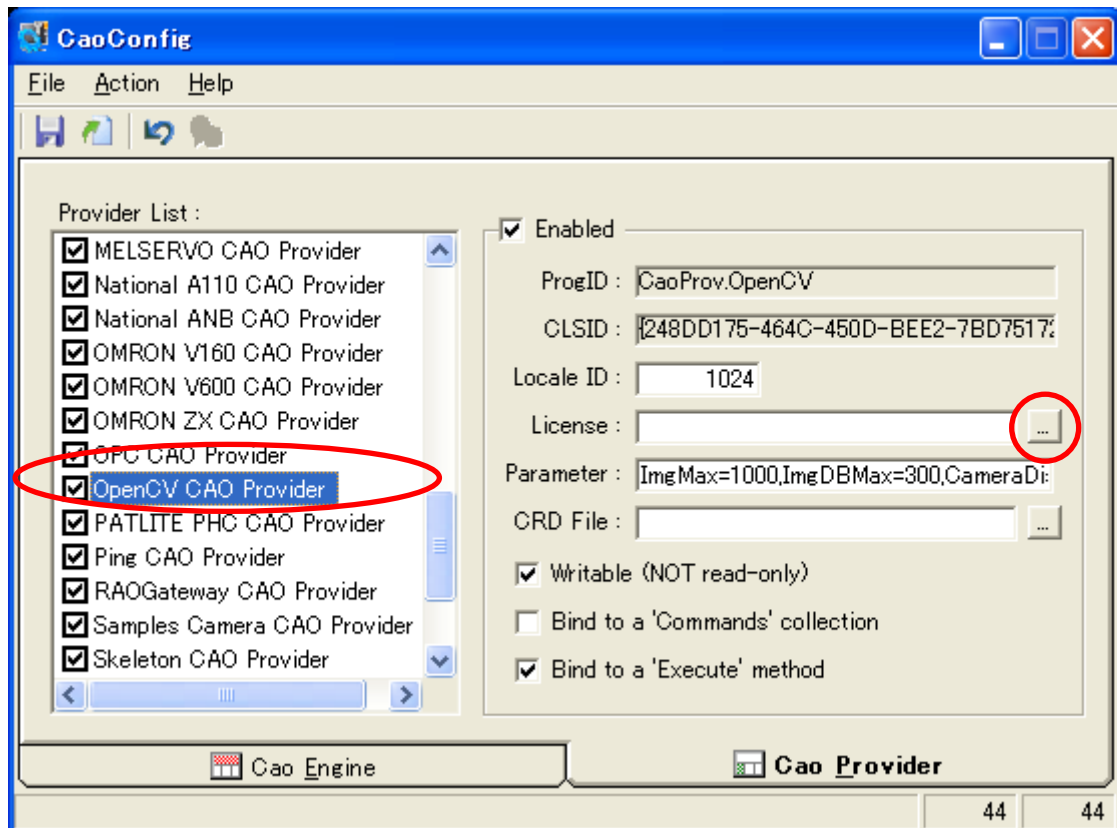 CaoConfig
File Action Help
Provider List :
MELSERVO CAO Provider
National A110 CAO Provider
National ANB CAO Provider
OMRON V160 CAO Provider
OMRON V600 CAO Provider
OMRON ZX CAO Provider
OPC CAO Provider
OpenCV CAO Provider
PATLITE PHC CAO Provider
Ping CAO Provider
RAOGateway CAO Provider
Samples Camera CAO Provider
Skeleton CAO Provider
Enabled
ProgID : CaoProv.OpenCV
CLSID : {248DD175-464C-450D-BEE2-7BD75172
Locale ID : 1024
License : ...
Parameter : ImgMax=1000,ImgDBMax=300,CameraDi
CRD File : ...
Writable (NOT read-only)
Bind to a 'Commands' collection
Bind to a 'Execute' method
Cao Engine
Cao Provider
44 44